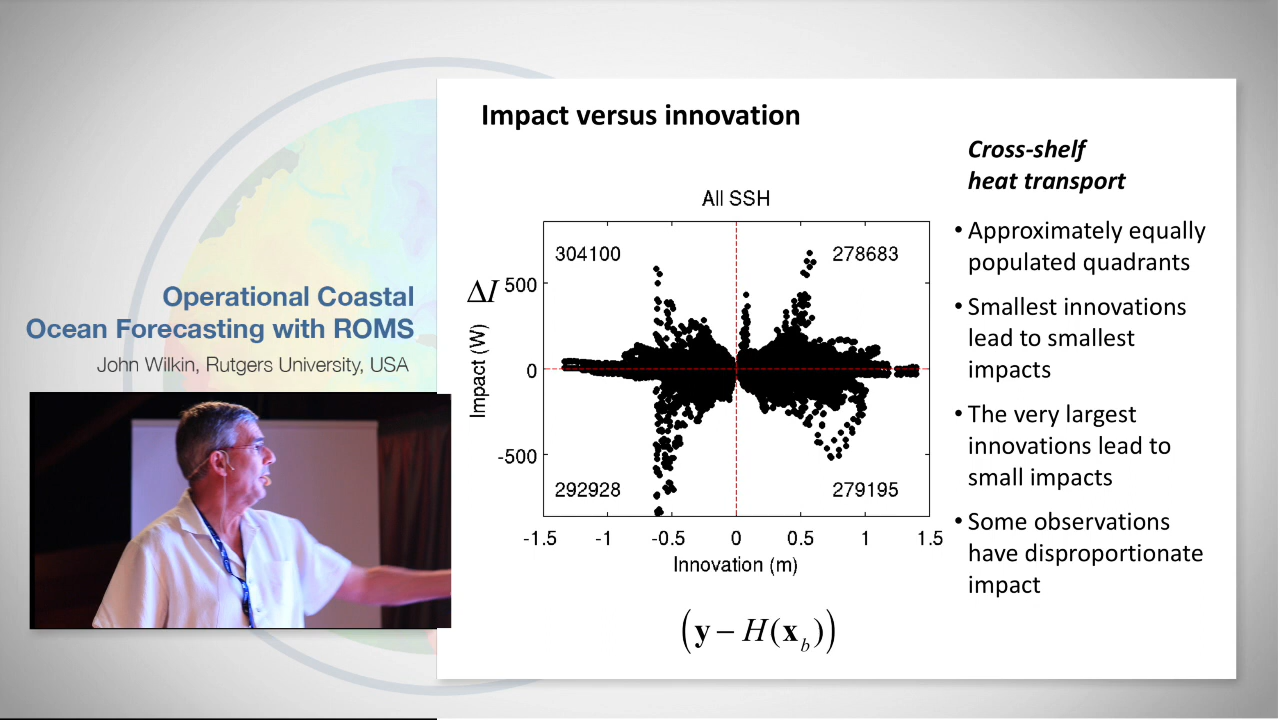 Impact versus innovation
Cross-shelf
heat transport
All SSH
304100
278683
ΔI
500
0
-500
Impact (W)
292928
279195
-1.5 -1 -0.5 0 0.5 1 1.5
Innovation (m)
(y – H(x_b))
• Approximately equally
populated quadrants
• Smallest innovations
lead to smallest
impacts
• The very largest
innovations lead to
small impacts
• Some observations
have disproportionate
impact
Operational Coastal
Ocean Forecasting with ROMS
John Wilkin, Rutgers University, USA